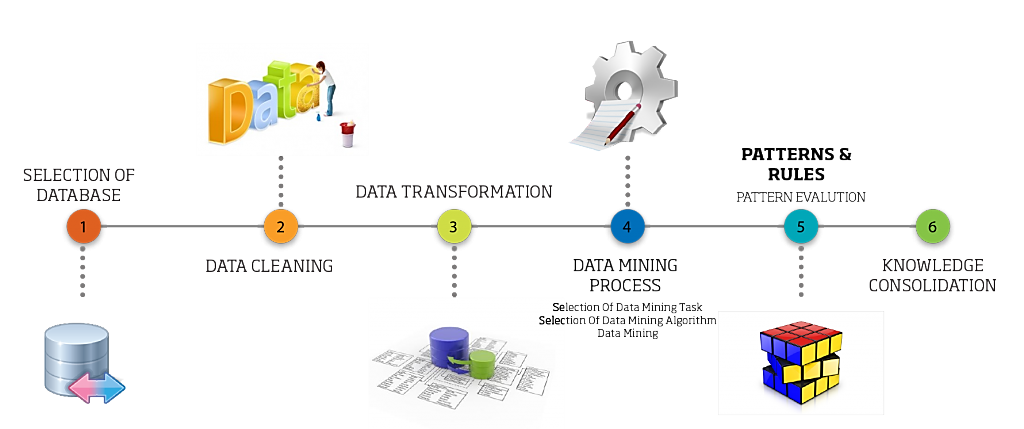 Data
SELECTION OF
DATABASE
1
2
DATA CLEANING
DATA TRANSFORMATION
3
4
DATA MINING
PROCESS
Selection Of Data Mining Task
Selection Of Data Mining Algorithm
Data Mining
PATTERNS &
RULES
PATTERN EVALUTION
5
6
KNOWLEDGE
CONSOLIDATION